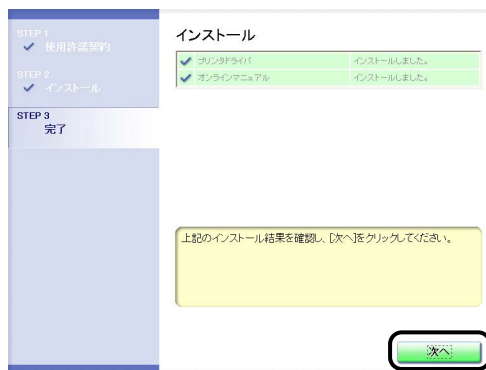 STEP 1
使用許諾契約
STEP 2
インストール
STEP 3
完了
インストール
プリンタドライバ インストールしました。
オンラインマニュアル インストールしました。
上記のインストール結果を確認し、[次へ]をクリックしてください。
次へ